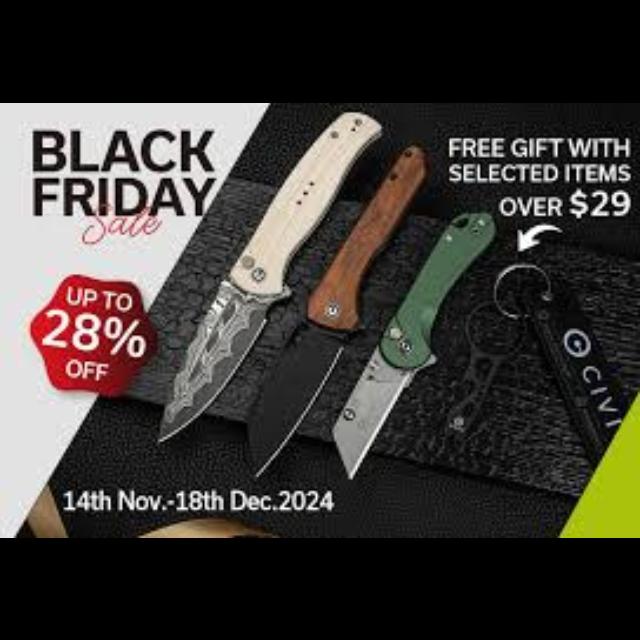 BLACK
FRIDAY
Sale
UP TO
28%
OFF
FREE GIFT WITH
SELECTED ITEMS
OVER $29
CIVI
14th Nov.-18th Dec.2024